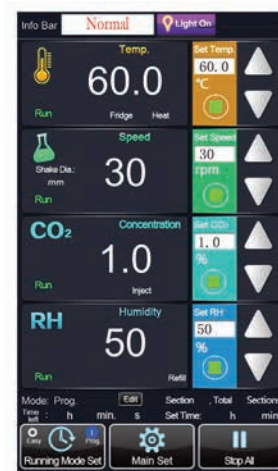 Info Bar Normal Light On
Temp. Set Temp.
60.0 60.0
℃
Run Fridge Heat
Speed Set Speed
30 30
Shake Dia.: rpm
mm
Run
CO₂ Concentration Set CO₂
1.0 1.0
%
Run Inject
RH Humidity Set RH
50 50
%
Run Refill
Mode: Prog. Edit Section , Total Sections
Time left : h min. s Set Time: h min
Easy Prog.
Running Mode Set Main Set Stop All